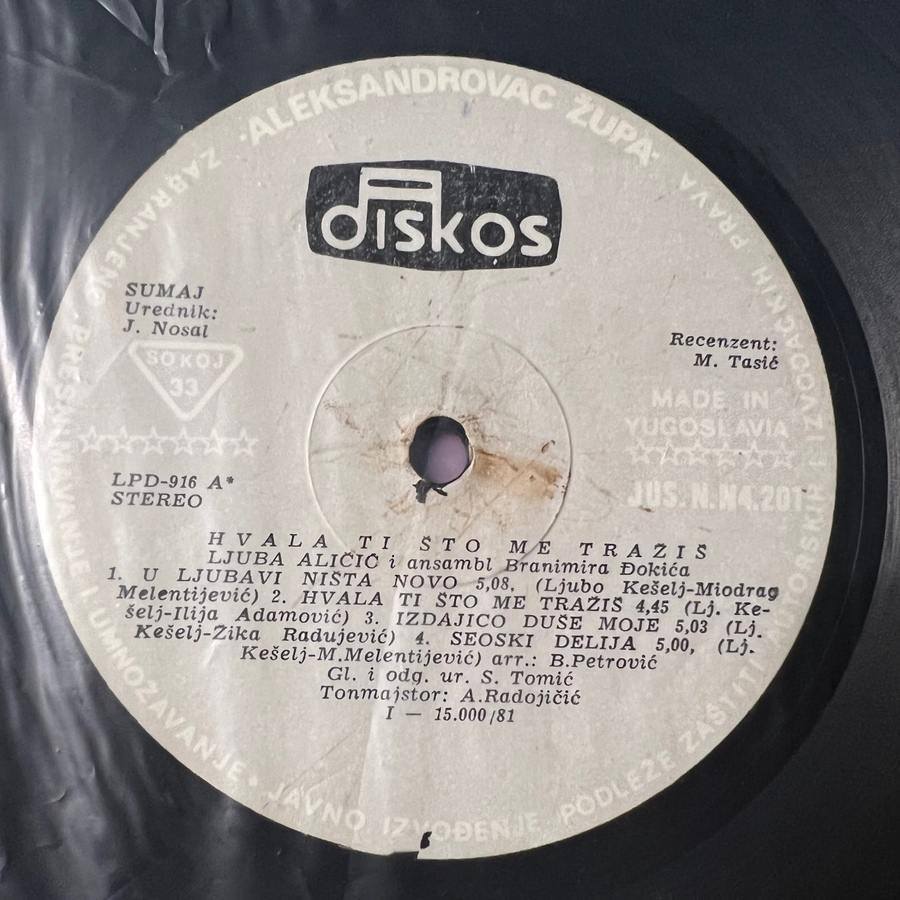 "ALEKSANDROVAC ŽUPA"
diskos
ZABRANJENO PRESNIMAVANJE I UMNOŽAVANJE • JAVNO IZVOĐENJE PODLEŽE ZAŠTITI AUTORSKIH I IZVOĐAČKIH PRAVA
SUMAJ
Urednik:
J. Nosal
SOKOJ
33
Recenzent:
M. Tasić
MADE IN
YUGOSLAVIA
JUS.N.N4.201
LPD-916 A*
STEREO
HVALA TI ŠTO ME TRAŽIŠ
LJUBA ALIČIĆ i ansambl Branimira Đokića
1. U LJUBAVI NIŠTA NOVO 5,08, (Ljubo Kešelj-Miodrag
Melentijević) 2. HVALA TI ŠTO ME TRAŽIŠ 4,45 (Lj. Ke-
šelj-Ilija Adamović) 3. IZDAJICO DUŠE MOJE 5,03 (Lj.
Kešelj-Žika Radujević) 4. SEOSKI DELIJA 5,00, (Lj.
Kešelj-M.Melentijević) arr.: B.Petrović
Gl. i odg. ur. S. Tomić
Tonmajstor: A.Radojičić
I — 15.000/81